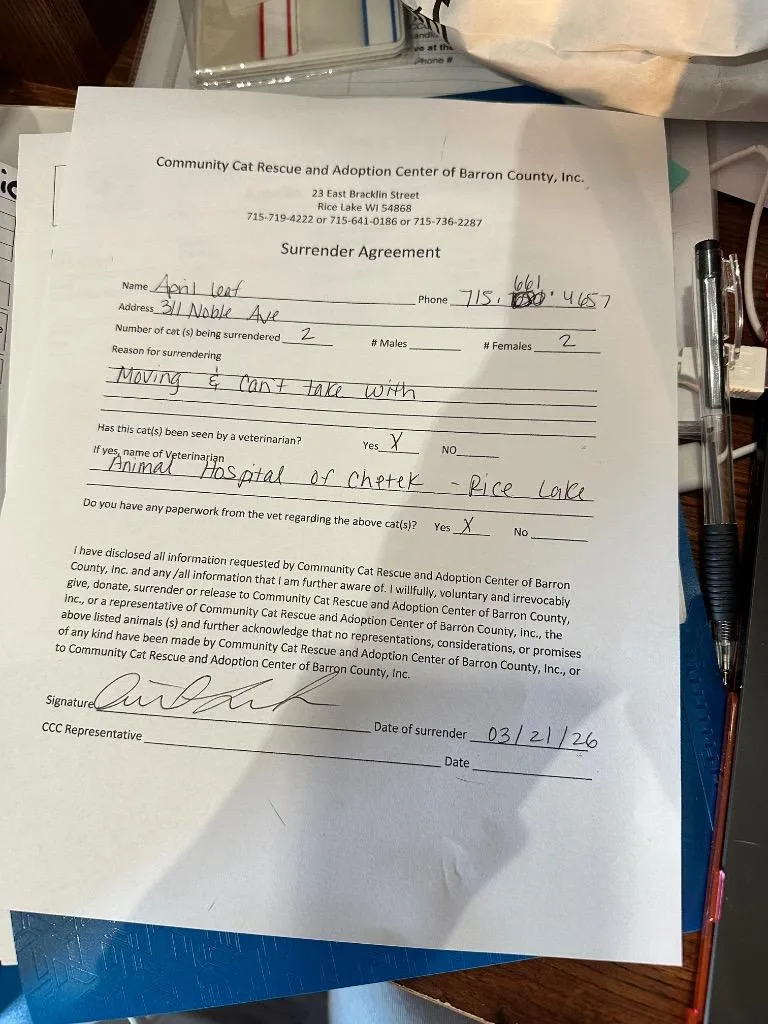 andl
ve at the
Phone #
ic
Community Cat Rescue and Adoption Center of Barron County, Inc.
23 East Bracklin Street
Rice Lake WI 54868
715-719-4222 or 715-641-0186 or 715-736-2287
Surrender Agreement
Name April Leaf Phone 715. 661. 4657
Address 311 Noble Ave
Number of cat (s) being surrendered 2 # Males # Females 2
Reason for surrendering
Moving & Can't take with
Has this cat(s) been seen by a veterinarian? Yes X NO
If yes, name of Veterinarian
Animal Hospital of Chetek - Rice Lake
Do you have any paperwork from the vet regarding the above cat(s)? Yes X No
I have disclosed all information requested by Community Cat Rescue and Adoption Center of Barron
County, Inc. and any /all information that I am further aware of. I willfully, voluntary and irrevocably
give, donate, surrender or release to Community Cat Rescue and Adoption Center of Barron County,
Inc., or a representative of Community Cat Rescue and Adoption Center of Barron County, Inc., the
above listed animals (s) and further acknowledge that no representations, considerations, or promises
of any kind have been made by Community Cat Rescue and Adoption Center of Barron County, Inc., or
to Community Cat Rescue and Adoption Center of Barron County, Inc.
Signature Date of surrender 03/21/26
CCC Representative Date